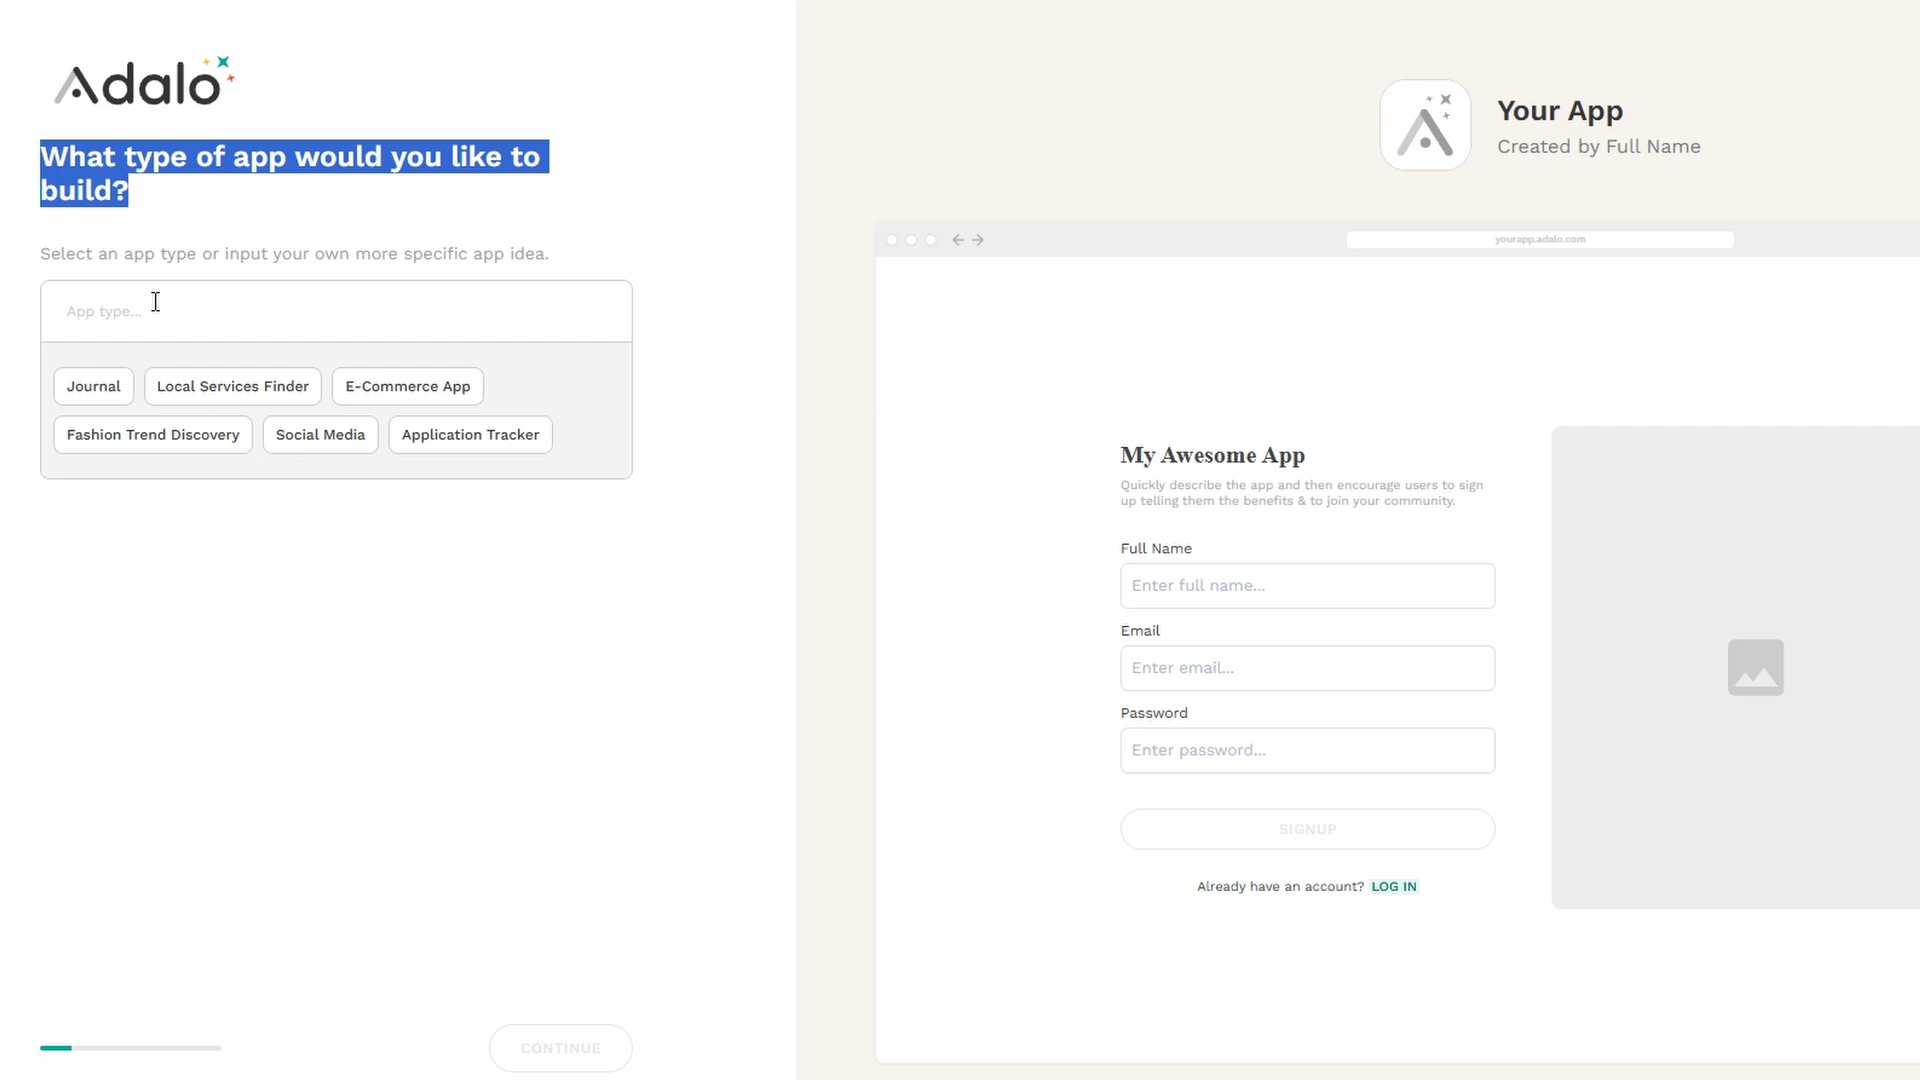 Adalo
What type of app would you like to
build?
Select an app type or input your own more specific app idea.
App type...
Journal
Local Services Finder
E-Commerce App
Fashion Trend Discovery
Social Media
Application Tracker
CONTINUE
Your App
Created by Full Name
yourapp.adalo.com
My Awesome App
Quickly describe the app and then encourage users to sign
up telling them the benefits & to join your community.
Full Name
Enter full name...
Email
Enter email...
Password
Enter password...
SIGNUP
Already have an account? LOG IN